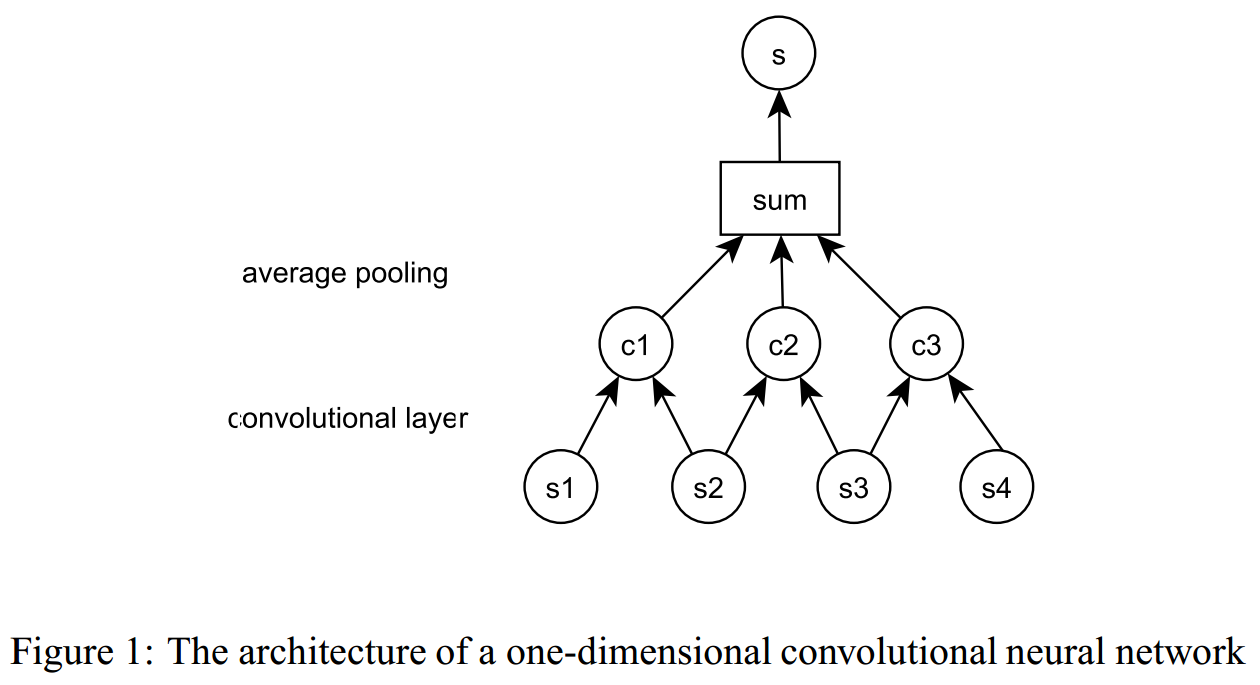 s
sum
average pooling
c1 c2 c3
convolutional layer
s1 s2 s3 s4
Figure 1: The architecture of a one-dimensional convolutional neural network